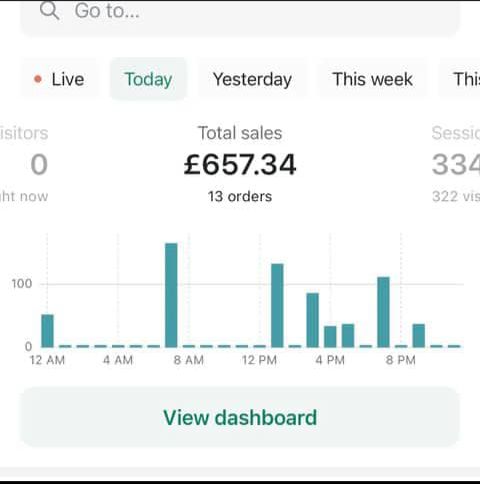 Go to...
Live Today Yesterday This week This
isitors Total sales Sessio
0 £657.34 334
ht now 13 orders 322 vis
100
0
12 AM 4 AM 8 AM 12 PM 4 PM 8 PM
View dashboard